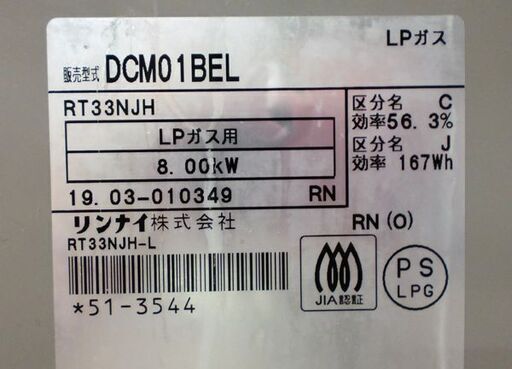 LPガス
販売型式 DCM01BEL
RT33NJH
LPガス用
8.00kW
19.03-010349 RN
区分名 C
効率56.3%
区分名 J
効率 167Wh
リンナイ株式会社 RN (O)
RT33NJH-L
*51-3544
JIA認証
PS
LPG